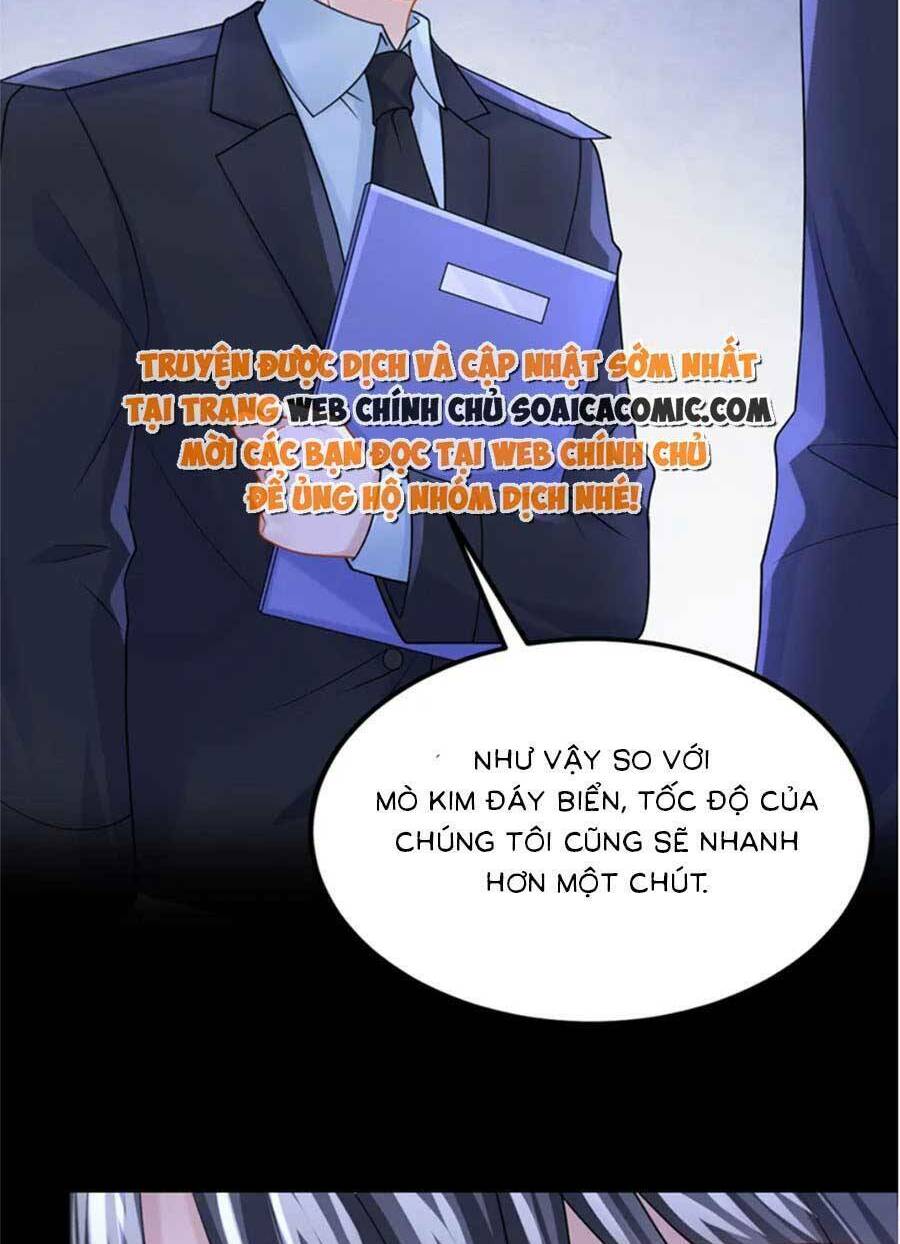 TRUYỆN ĐƯỢC DỊCH VÀ CẬP NHẬT SỚM NHẤT
TẠI TRANG WEB CHÍNH CHỦ SOAICACOMIC.COM
MỜI CÁC BẠN ĐỌC TẠI WEB CHÍNH CHỦ
ĐỂ ỦNG HỘ NHÓM DỊCH NHÉ!
NHƯ VẬY SO VỚI
MÒ KIM ĐÁY BIỂN, TỐC ĐỘ CỦA
CHÚNG TÔI CŨNG SẼ NHANH
HƠN MỘT CHÚT.